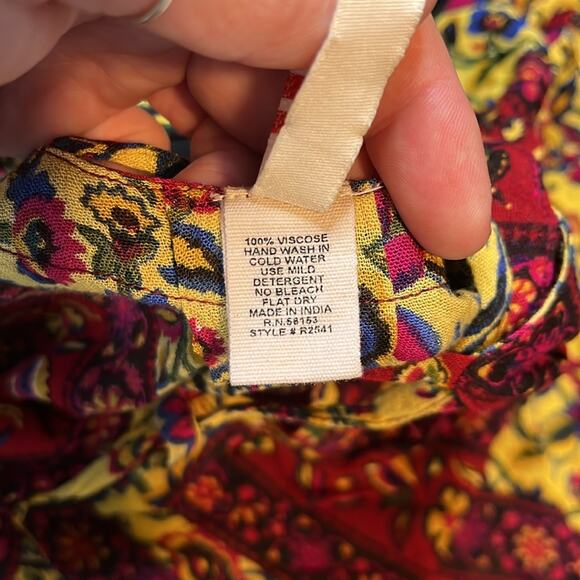 100% VISCOSE
HAND WASH IN
COLD WATER
USE MILD
DETERGENT
NO BLEACH
FLAT DRY
MADE IN INDIA
R.N.56153
STYLE # R2541